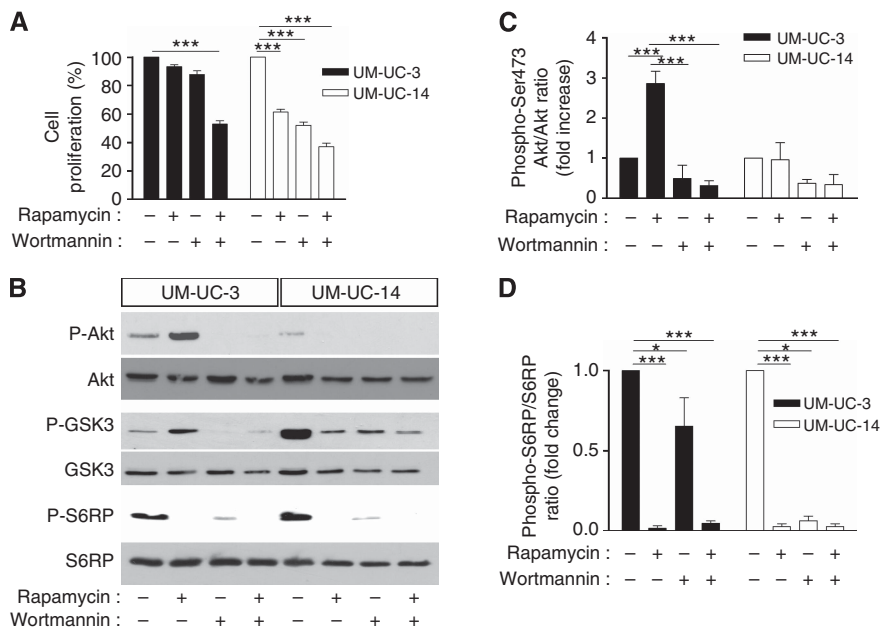 A
Cell proliferation (%)
100
80
60
40
20
0
***
***
***
***
UM-UC-3
UM-UC-14
Rapamycin : – + – + – + – +
Wortmannin : – – + + – – + +
B
UM-UC-3 UM-UC-14
P-Akt
Akt
P-GSK3
GSK3
P-S6RP
S6RP
Rapamycin : – + – + – + – +
Wortmannin : – – + + – – + +
C
Phospho-Ser473 Akt/Akt ratio (fold increase)
4
3
2
1
0
***
***
***
UM-UC-3
UM-UC-14
Rapamycin : – + – + – + – +
Wortmannin : – – + + – – + +
D
Phospho-S6RP/S6RP ratio (fold change)
1.0
0.5
0.0
***
*
***
***
*
***
UM-UC-3
UM-UC-14
Rapamycin : – + – + – + – +
Wortmannin : – – + + – – + +